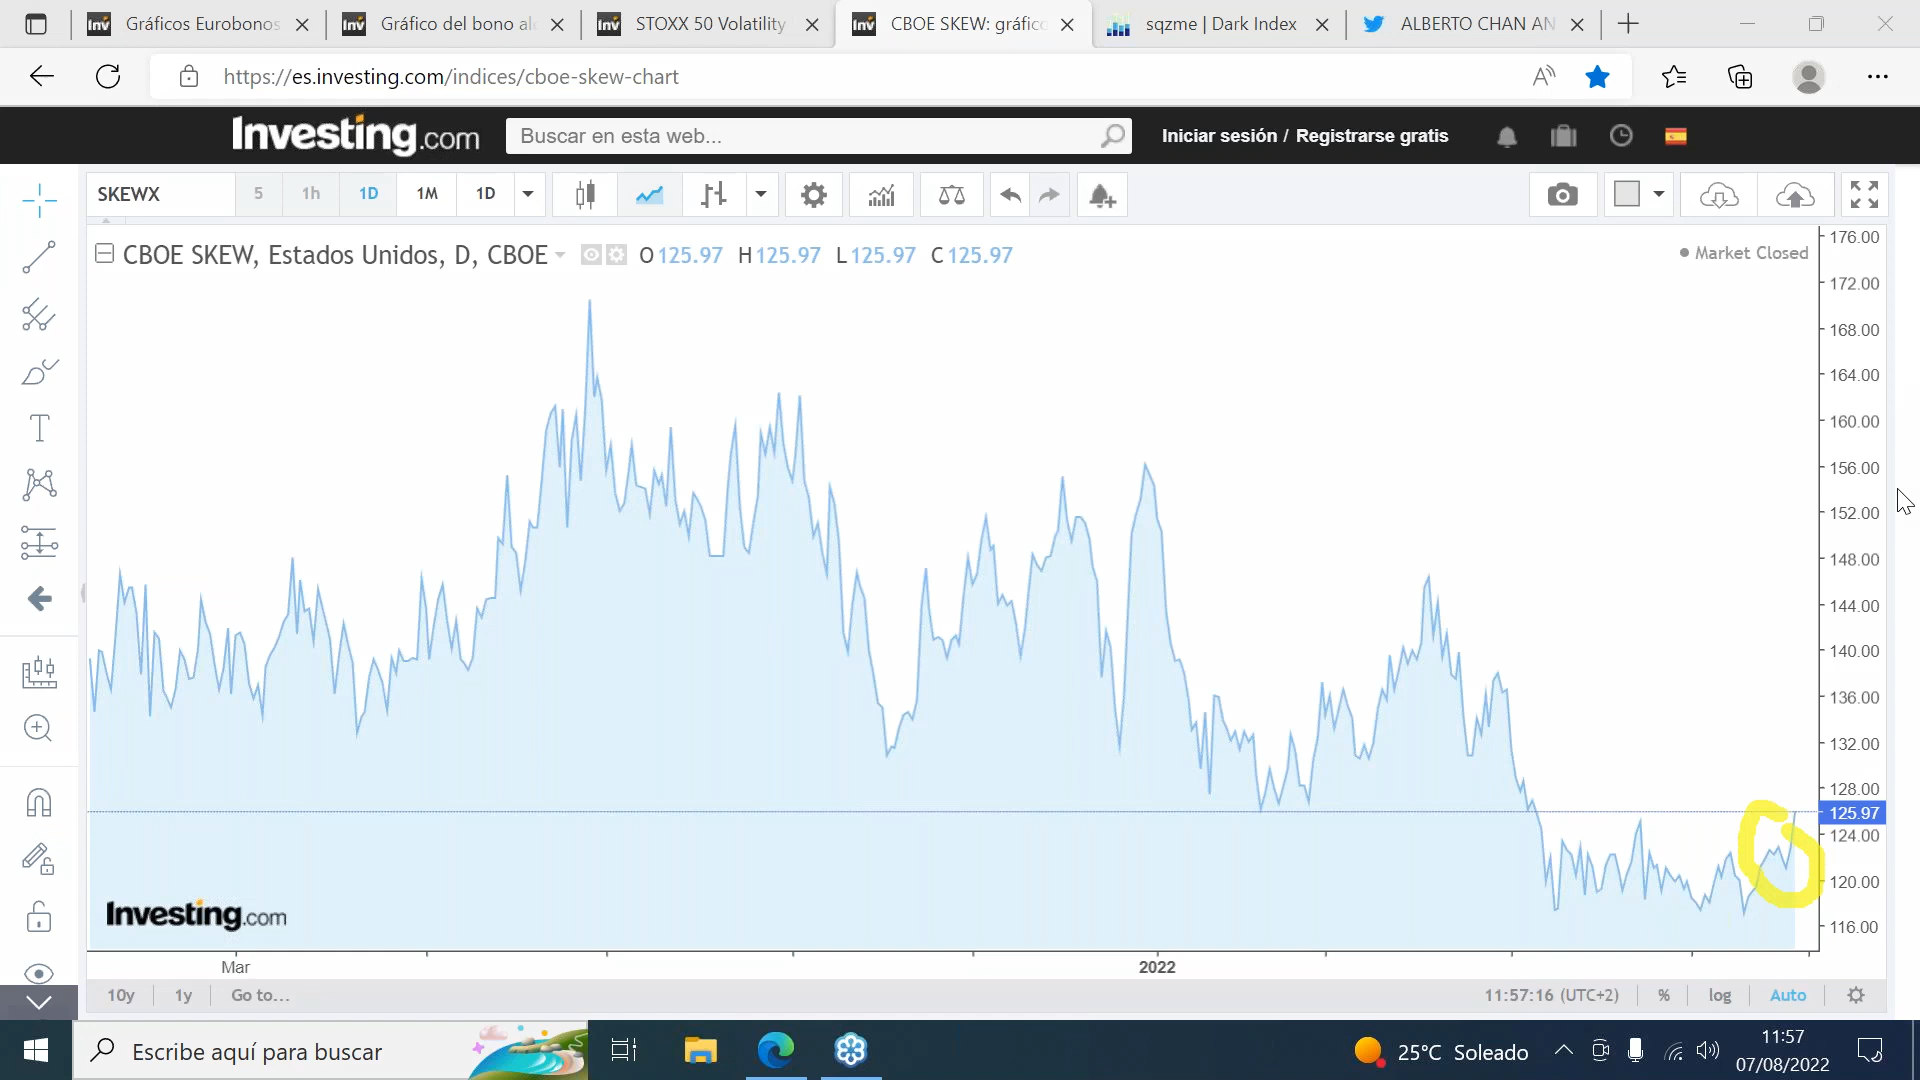 Gráficos Eurobonos
Gráfico del bono ale
STOXX 50 Volatility
CBOE SKEW: gráfico
sqzme | Dark Index
ALBERTO CHAN AN
https://es.investing.com/indices/cboe-skew-chart
Investing.com
Buscar en esta web...
Iniciar sesión / Registrarse gratis
SKEWX
5
1h
1D
1M
1D
CBOE SKEW, Estados Unidos, D, CBOE
O 125.97 H 125.97 L 125.97 C 125.97
Market Closed
176.00
172.00
168.00
164.00
160.00
156.00
152.00
148.00
144.00
140.00
136.00
132.00
128.00
125.97
124.00
120.00
116.00
Investing.com
Mar
2022
10y
1y
Go to...
11:57:16 (UTC+2)
%
log
Auto
Escribe aquí para buscar
25°C Soleado
11:57
07/08/2022